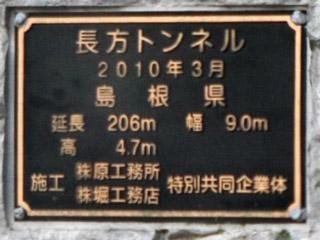 長方トンネル
2010年3月
島根県
延長 206m 幅 9.0m
高 4.7m
施工 ㈱原工務所 特別共同企業体
㈱堀工務店